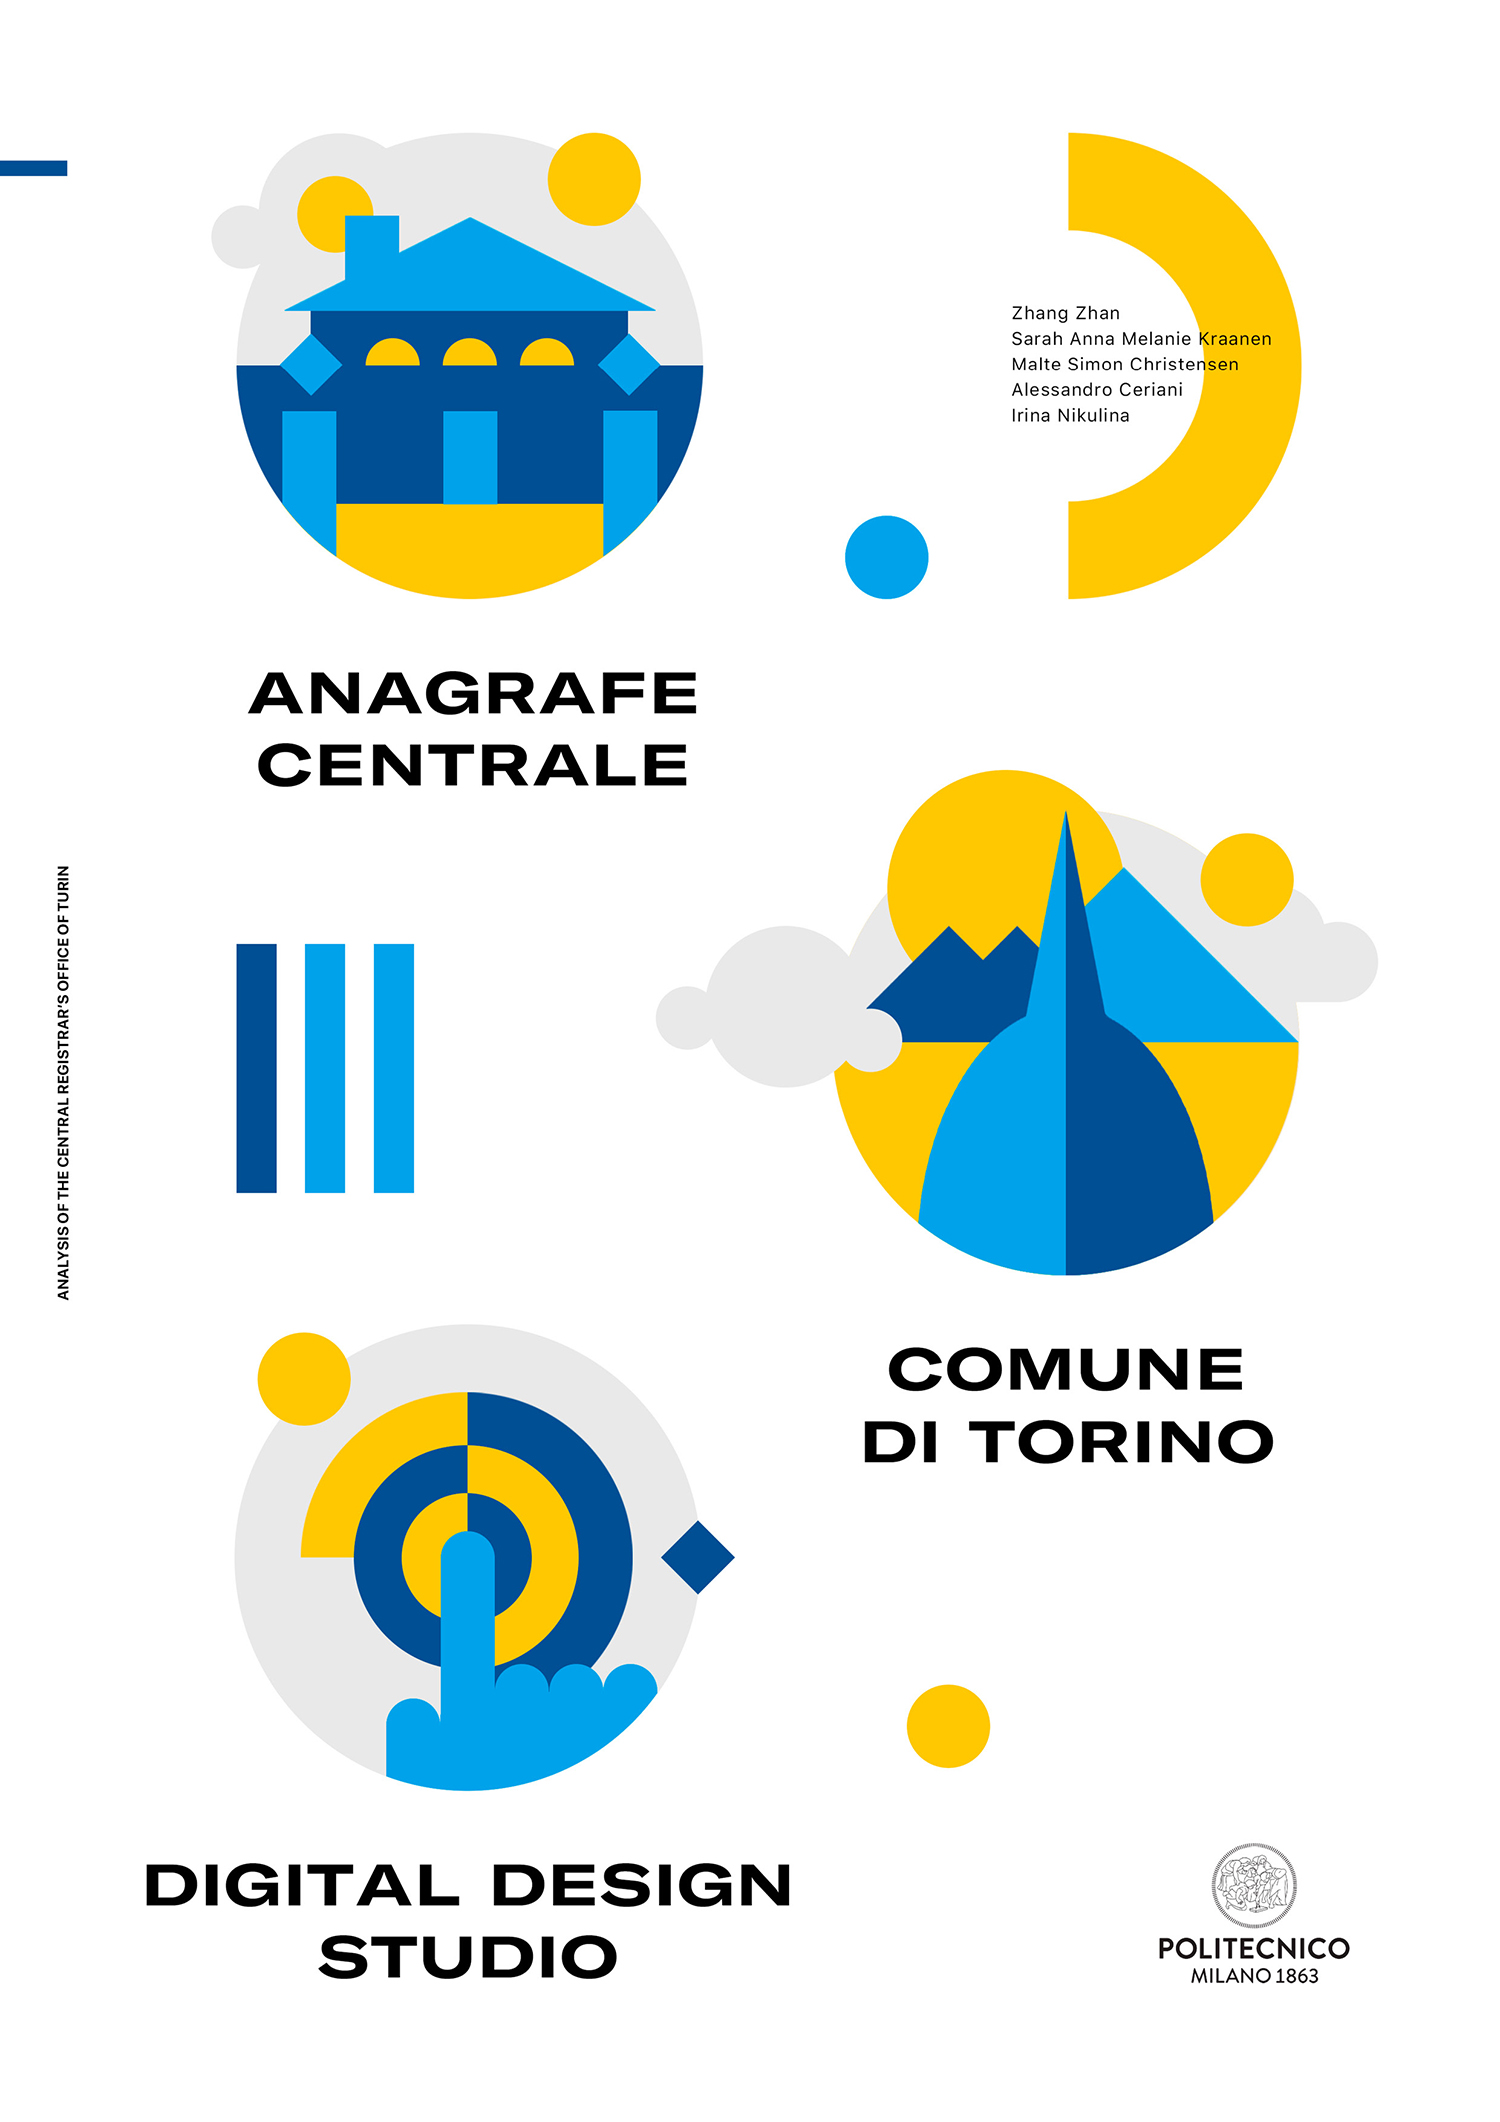 Zhang Zhan
Sarah Anna Melanie Kraanen
Malte Simon Christensen
Alessandro Ceriani
Irina Nikulina
ANAGRAFE
CENTRALE
ANALYSIS OF THE CENTRAL REGISTRAR'S OFFICE OF TURIN
COMUNE
DI TORINO
DIGITAL DESIGN
STUDIO
POLITECNICO
MILANO 1863